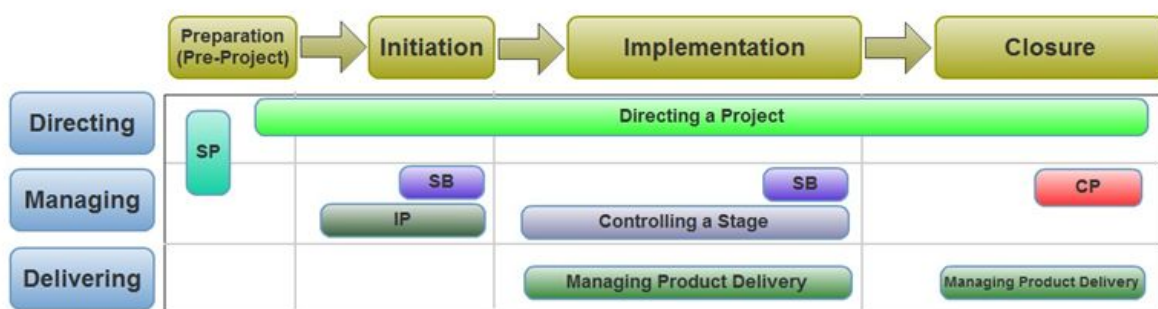 Preparation
(Pre-Project)
Initiation
Implementation
Closure
Directing
SP
Directing a Project
Managing
SB
SB
CP
IP
Controlling a Stage
Delivering
Managing Product Delivery
Managing Product Delivery